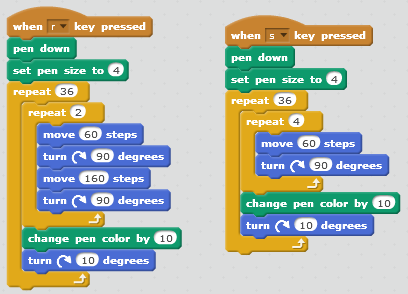 when r key pressed
pen down
set pen size to 4
repeat 36
repeat 2
move 60 steps
turn 90 degrees
move 160 steps
turn 90 degrees
change pen color by 10
turn 10 degrees
when s key pressed
pen down
set pen size to 4
repeat 36
repeat 4
move 60 steps
turn 90 degrees
change pen color by 10
turn 10 degrees